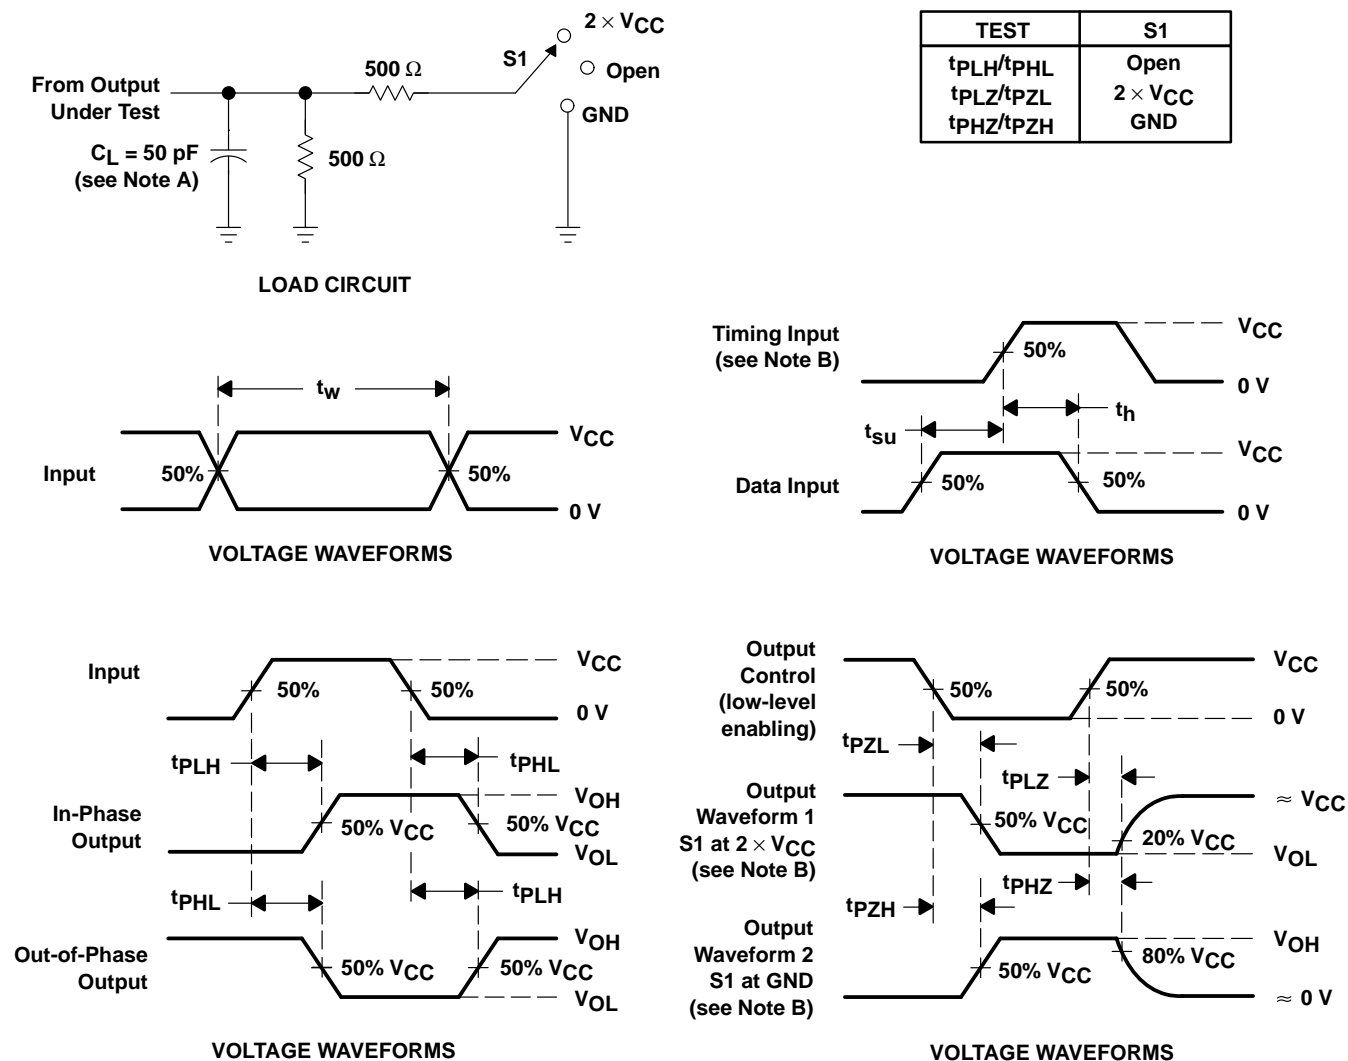 2 × VCC
S1
500 Ω
Open
From Output
Under Test
GND
CL = 50 pF
(see Note A)
500 Ω
LOAD CIRCUIT
TEST S1
tPLH/tPHL Open
tPLZ/tPZL 2 × VCC
tPHZ/tPZH GND
tw
VCC
Input
50%
50%
0 V
VOLTAGE WAVEFORMS
Timing Input
(see Note B)
VCC
50%
0 V
th
tsu
VCC
Data Input
50%
50%
0 V
VOLTAGE WAVEFORMS
Input
VCC
50%
50%
0 V
tPLH
tPHL
In-Phase
Output
VOH
50% VCC
50% VCC
VOL
tPHL
tPLH
Out-of-Phase
Output
VOH
50% VCC
50% VCC
VOL
VOLTAGE WAVEFORMS
Output
Control
(low-level
enabling)
VCC
50%
50%
0 V
tPZL
tPLZ
Output
Waveform 1
S1 at 2 × VCC
(see Note B)
≈ VCC
50% VCC
20% VCC
VOL
tPHZ
tPZH
Output
Waveform 2
S1 at GND
(see Note B)
VOH
50% VCC
80% VCC
≈ 0 V
VOLTAGE WAVEFORMS